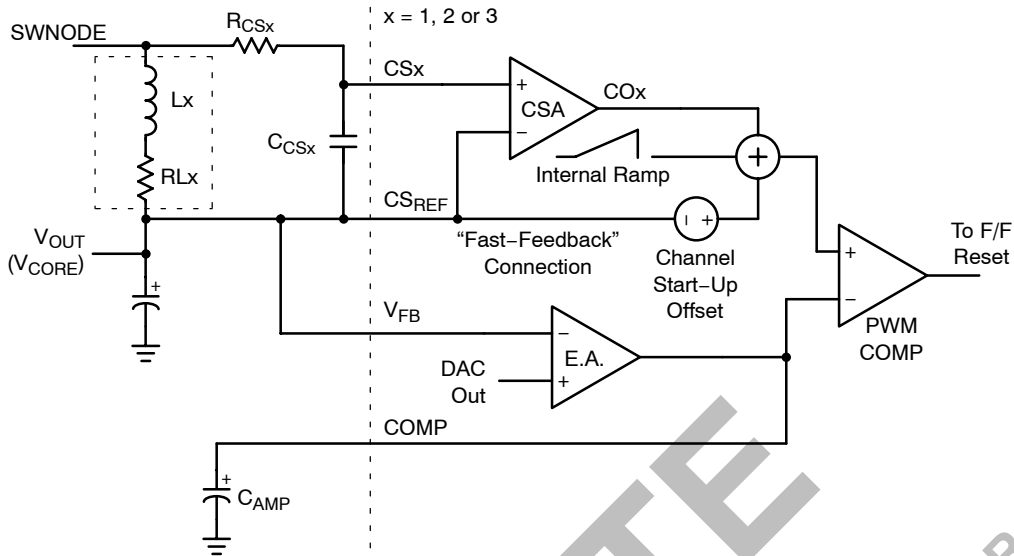 x = 1, 2 or 3
SWNODE
RCSx
CSx
COx
Lx
+
CSA
−
CCSx
+
Internal Ramp
RLx
CSREF
− +
"Fast−Feedback"
Connection
Channel
Start−Up
Offset
To F/F
Reset
VOUT
(VCORE)
+
+
−
PWM
COMP
VFB
−
E.A.
+
DAC
Out
COMP
+
CAMP